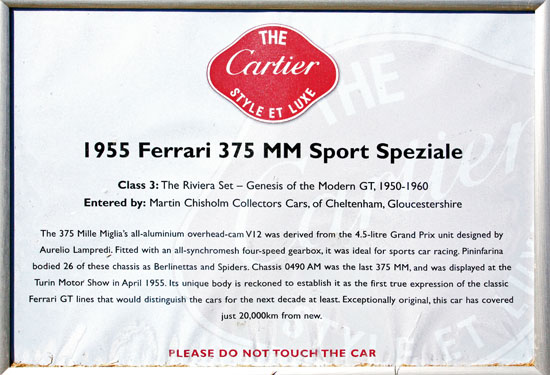 THE
Cartier
STYLE ET LUXE
1955 Ferrari 375 MM Sport Speziale
Class 3: The Riviera Set – Genesis of the Modern GT, 1950-1960
Entered by: Martin Chisholm Collectors Cars, of Cheltenham, Gloucestershire
The 375 Mille Miglia's all-aluminium overhead-cam V12 was derived from the 4.5-litre Grand Prix unit designed by
Aurelio Lampredi. Fitted with an all-synchromesh four-speed gearbox, it was ideal for sports car racing. Pininfarina
bodied 26 of these chassis as Berlinettas and Spiders. Chassis 0490 AM was the last 375 MM, and was displayed at the
Turin Motor Show in April 1955. Its unique body is reckoned to establish it as the first true expression of the classic
Ferrari GT lines that would distinguish the cars for the next decade at least. Exceptionally original, this car has covered
just 20,000km from new.
PLEASE DO NOT TOUCH THE CAR
THE
Cartier
STYLE ET LUXE